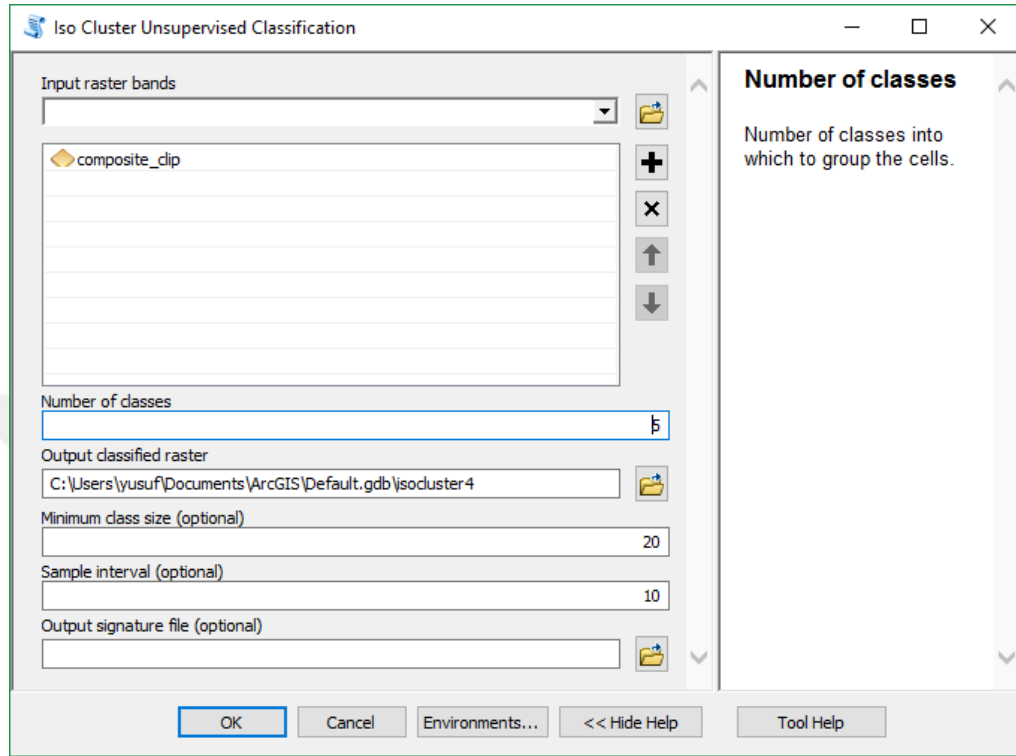 Iso Cluster Unsupervised Classification
Input raster bands
composite_clip
Number of classes
5
Output classified raster
C:\Users\yusuf\Documents\ArcGIS\Default.gdb\isocluster4
Minimum class size (optional)
20
Sample interval (optional)
10
Output signature file (optional)
Number of classes
Number of classes into
which to group the cells.
OK
Cancel
Environments...
<< Hide Help
Tool Help